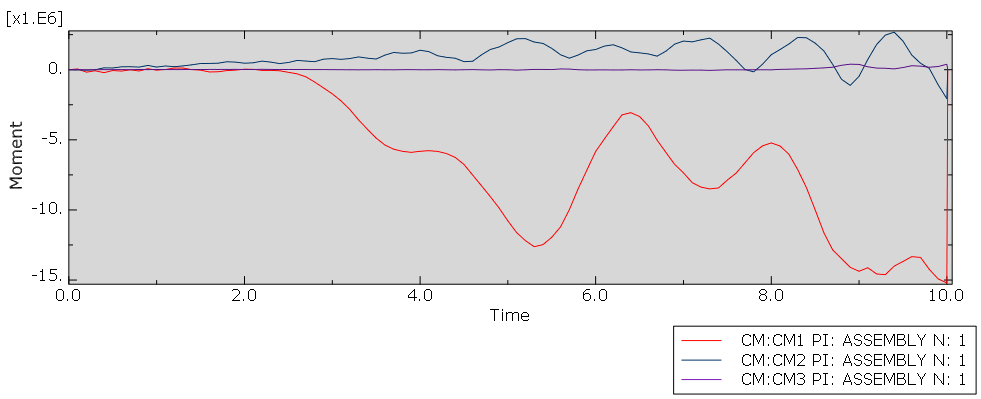 [x1.E6]
0.
-5.
-10.
-15.
Moment
0.0 2.0 4.0 6.0 8.0 10.0
Time
CM:CM1 PI: ASSEMBLY N: 1
CM:CM2 PI: ASSEMBLY N: 1
CM:CM3 PI: ASSEMBLY N: 1